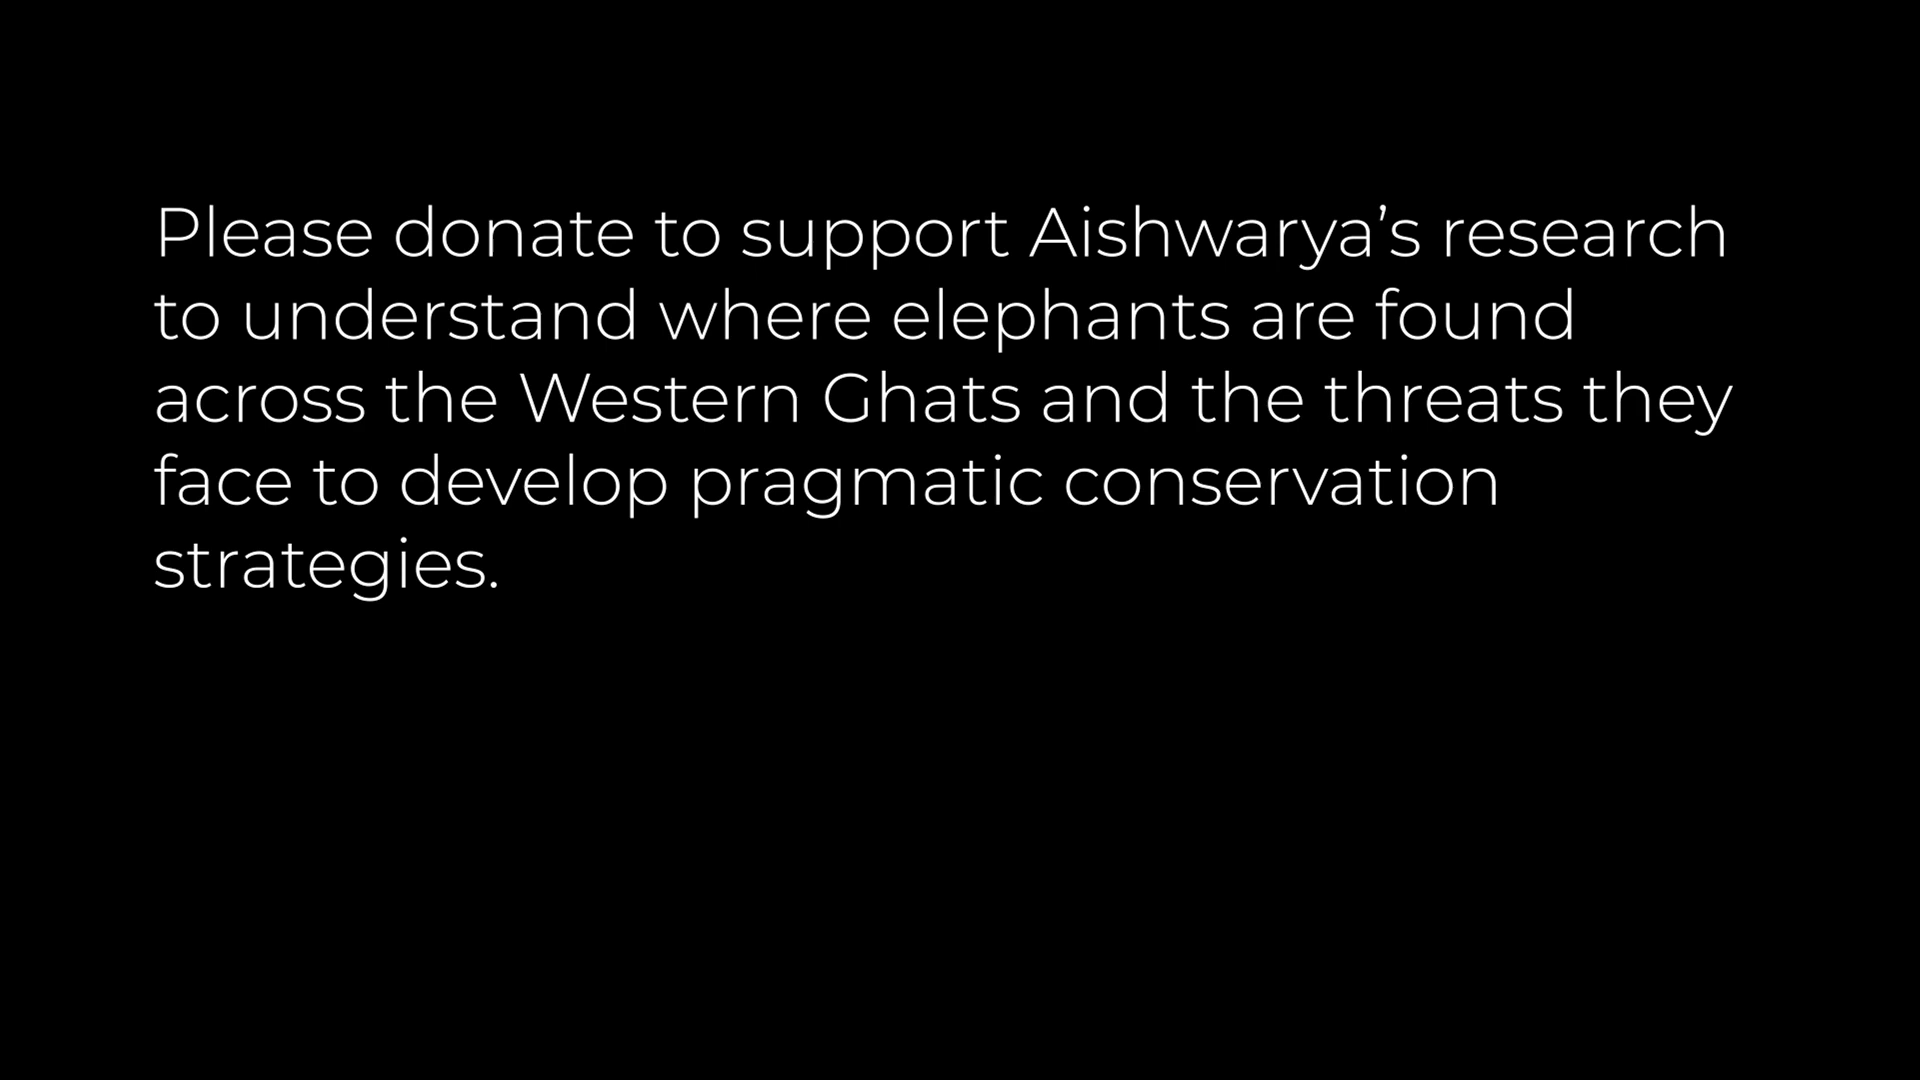 Please donate to support Aishwarya’s research
to understand where elephants are found
across the Western Ghats and the threats they
face to develop pragmatic conservation
strategies.